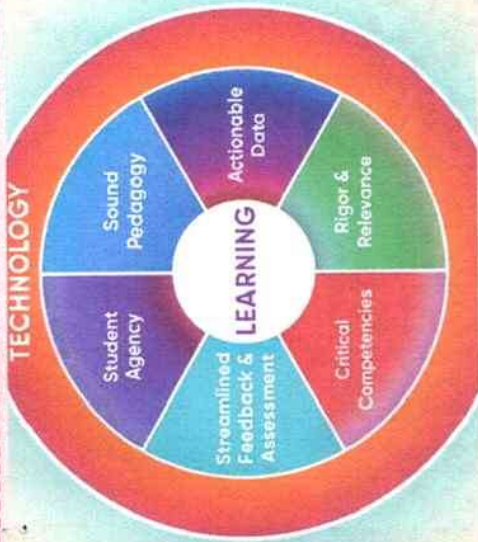 TECHNOLOGY
Student
Agency
Sound
Pedagogy
Actionable
Data
Rigor &
Relevance
Critical
Competencies
Streamlined
Feedback &
Assessment
LEARNING